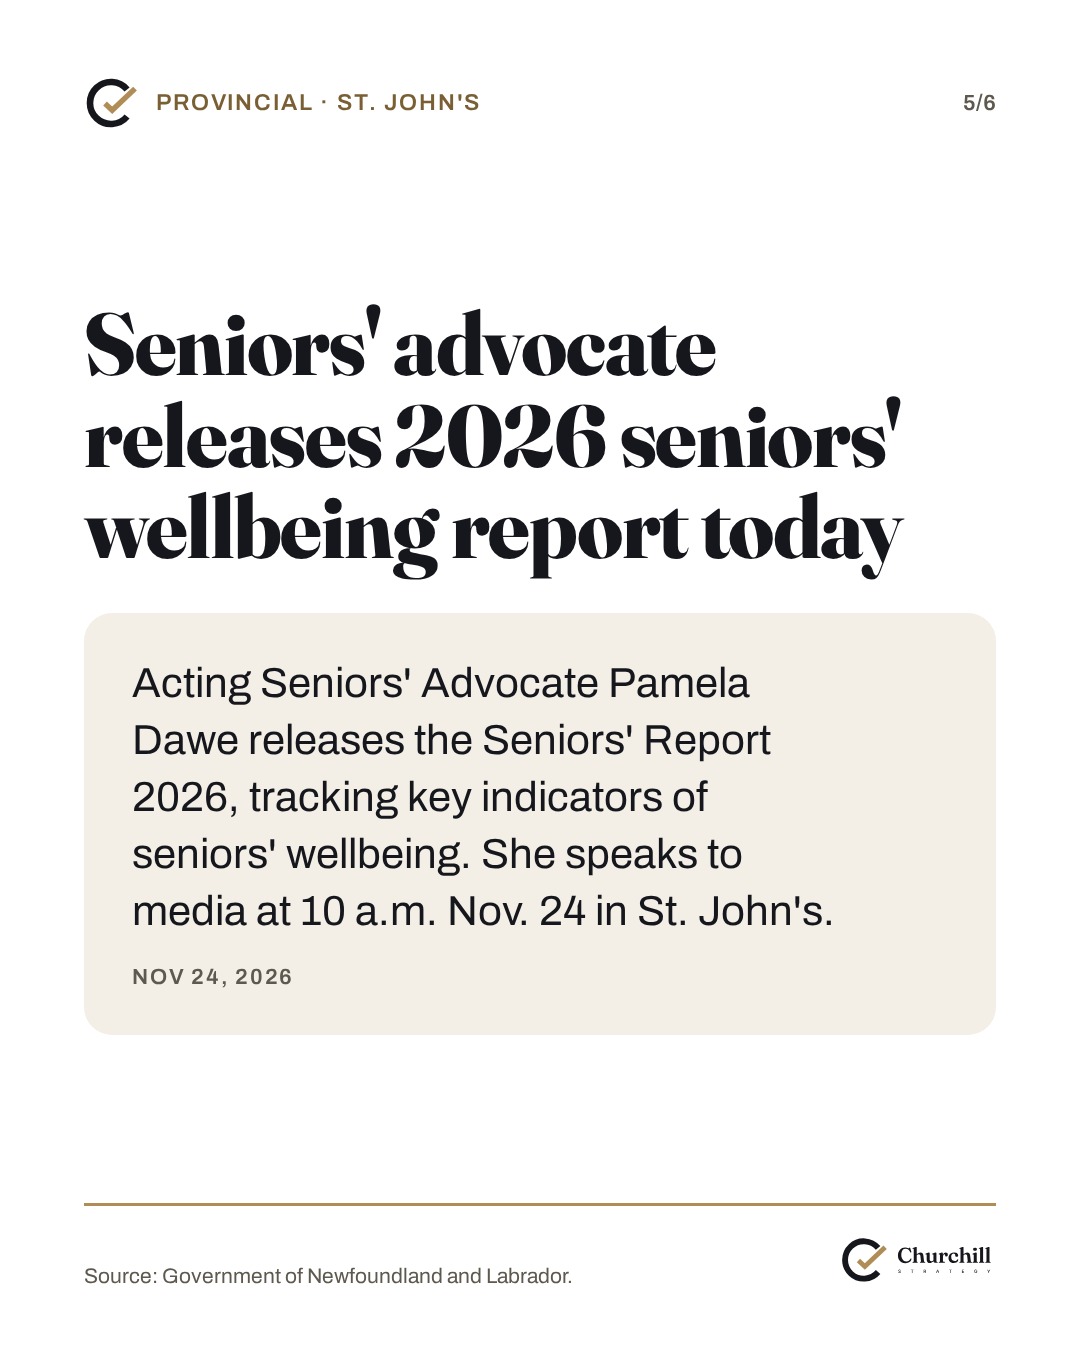 PROVINCIAL · ST. JOHN'S
5/6
Seniors' advocate
releases 2026 seniors'
wellbeing report today
Acting Seniors' Advocate Pamela
Dawe releases the Seniors' Report
2026, tracking key indicators of
seniors' wellbeing. She speaks to
media at 10 a.m. Nov. 24 in St. John's.
NOV 24, 2026
Source: Government of Newfoundland and Labrador.
Churchill
STRATEGY